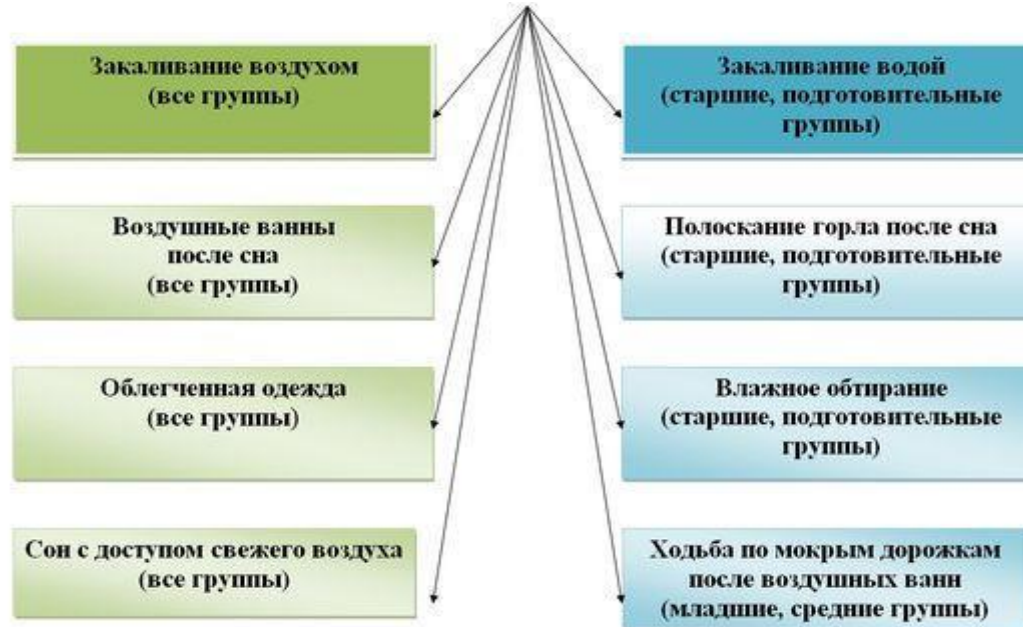 Закаливание воздухом
(все группы)
Закаливание водой
(старшие, подготовительные
группы)
Воздушные ванны
после сна
(все группы)
Полоскание горла после сна
(старшие, подготовительные
группы)
Облегченная одежда
(все группы)
Влажное обтирание
(старшие, подготовительные
группы)
Сон с доступом свежего воздуха
(все группы)
Ходьба по мокрым дорожкам
после воздушных ванн
(младшие, средние группы)